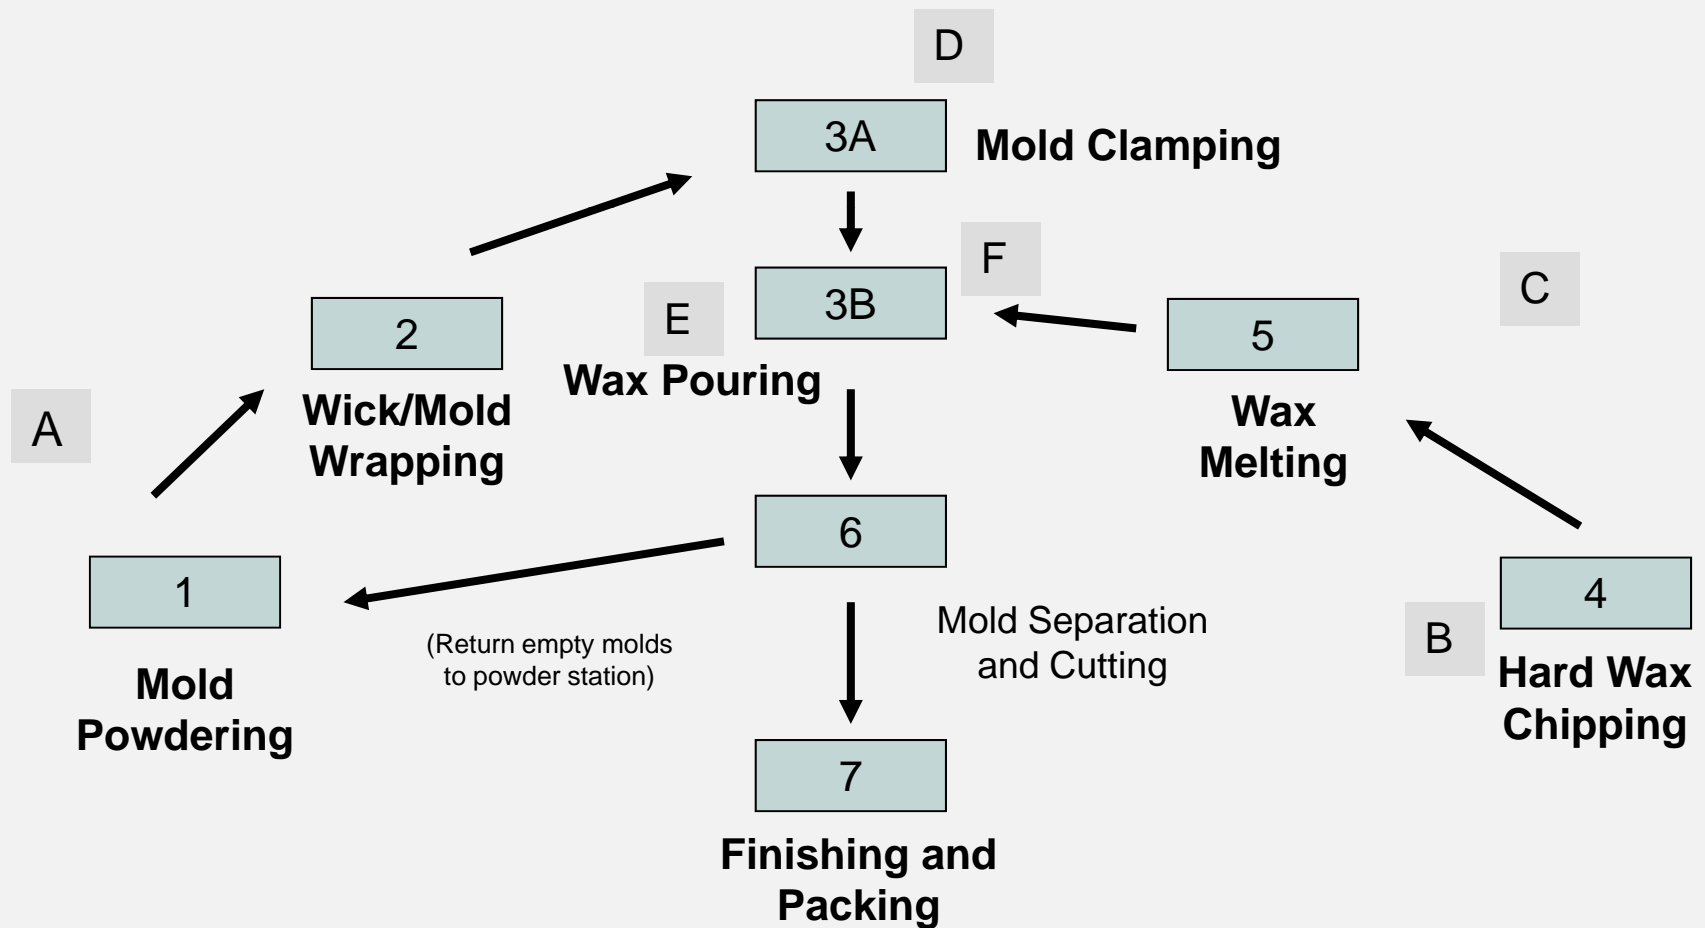 D
3A
Mold Clamping
F
3B
E
Wax Pouring
C
5
Wax
Melting
2
Wick/Mold
Wrapping
A
1
Mold
Powdering
6
(Return empty molds
to powder station)
Mold Separation
and Cutting
B
4
Hard Wax
Chipping
7
Finishing and
Packing